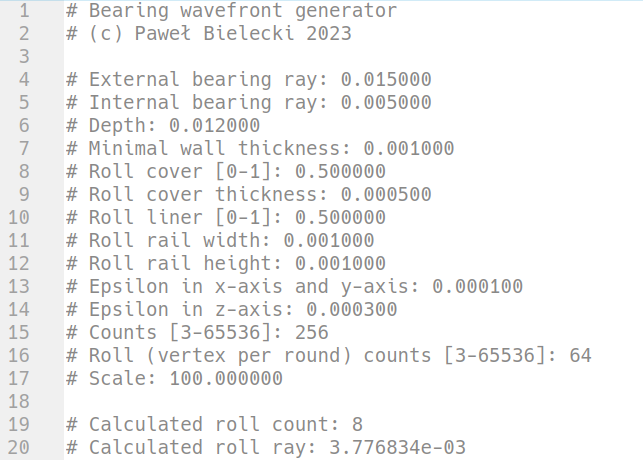 1 # Bearing wavefront generator
2 # (c) Paweł Bielecki 2023
3
4 # External bearing ray: 0.015000
5 # Internal bearing ray: 0.005000
6 # Depth: 0.012000
7 # Minimal wall thickness: 0.001000
8 # Roll cover [0-1]: 0.500000
9 # Roll cover thickness: 0.000500
10 # Roll liner [0-1]: 0.500000
11 # Roll rail width: 0.001000
12 # Roll rail height: 0.001000
13 # Epsilon in x-axis and y-axis: 0.000100
14 # Epsilon in z-axis: 0.000300
15 # Counts [3-65536]: 256
16 # Roll (vertex per round) counts [3-65536]: 64
17 # Scale: 100.000000
18
19 # Calculated roll count: 8
20 # Calculated roll ray: 3.776834e-03